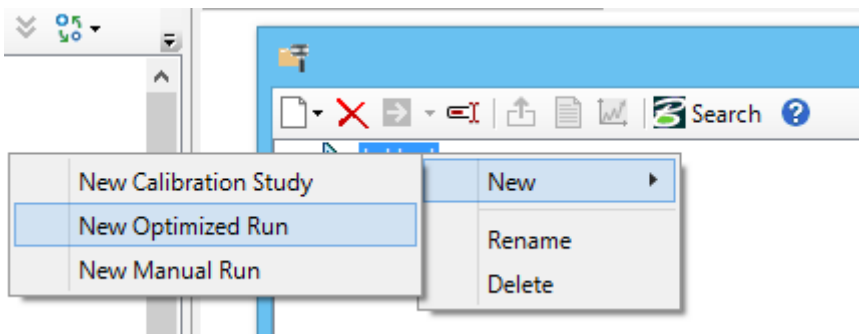 Search
New Calibration Study
New Optimized Run
New Manual Run
New
Rename
Delete